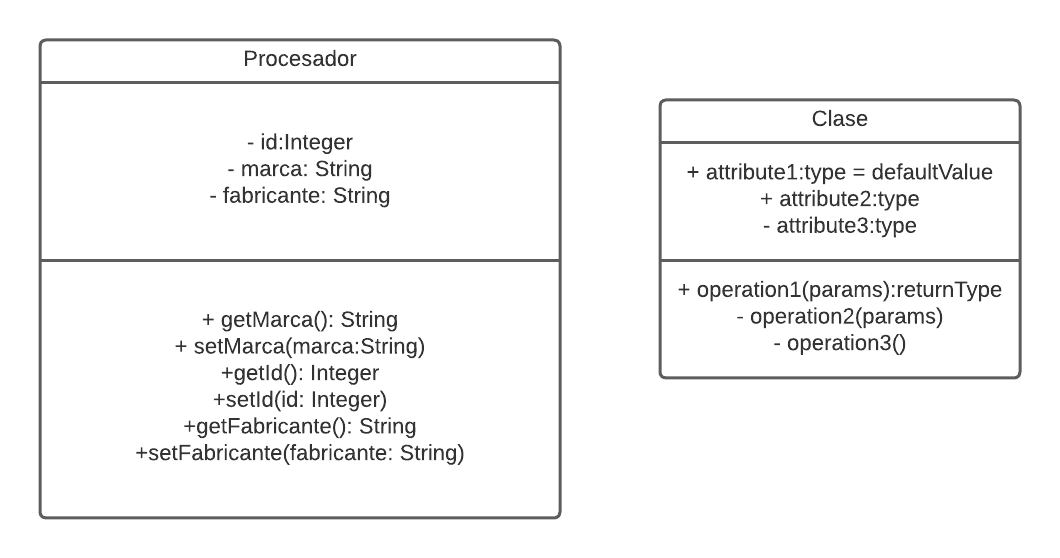 Procesador
- id:Integer
- marca: String
- fabricante: String
+ getMarca(): String
+ setMarca(marca:String)
+getId(): Integer
+setId(id: Integer)
+getFabricante(): String
+setFabricante(fabricante: String)
Clase
+ attribute1:type = defaultValue
+ attribute2:type
- attribute3:type
+ operation1(params):returnType
- operation2(params)
- operation3()